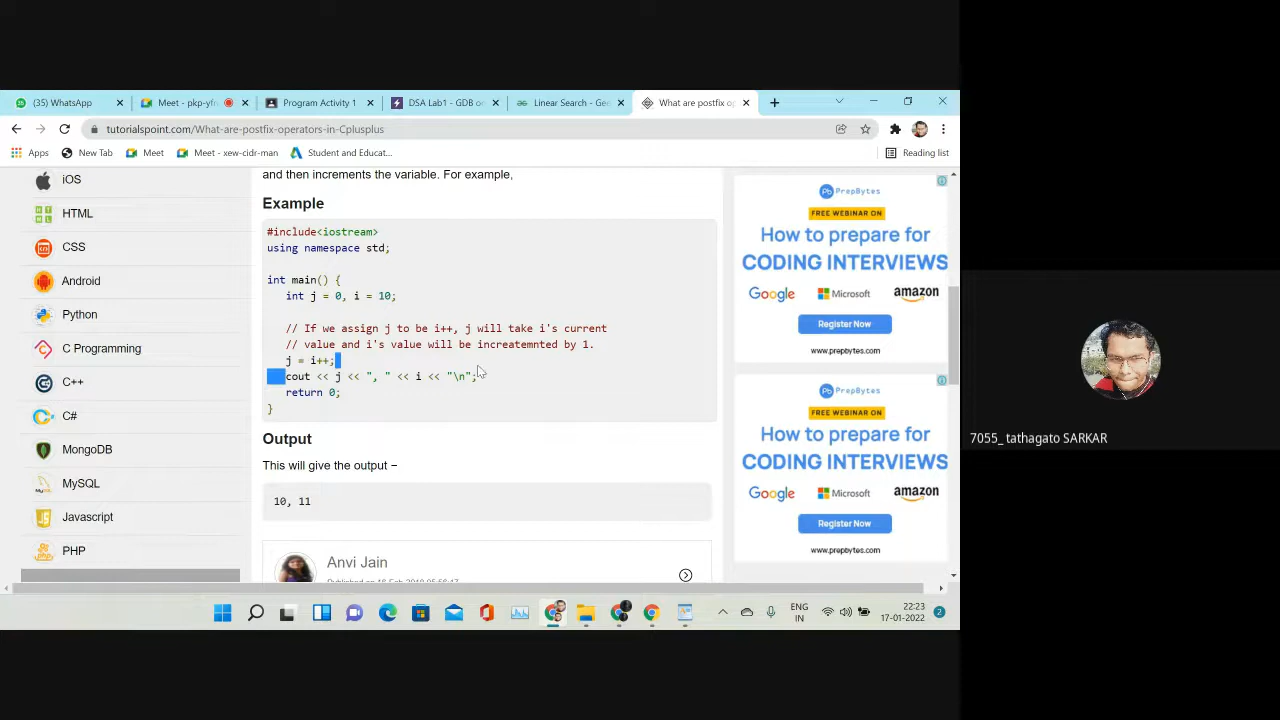 (35) WhatsApp
Meet - pkp-yfn
Program Activity 1
DSA Lab1 - GDB on
Linear Search - Gee
What are postfix op
tutorialspoint.com/What-are-postfix-operators-in-Cplusplus
Apps
New Tab
Meet
Meet - xew-cidr-man
Student and Educat...
Reading list
iOS
HTML
CSS
Android
Python
C Programming
C++
C#
MongoDB
MySQL
Javascript
PHP
and then increments the variable. For example,
Example
#include<iostream>
using namespace std;
int main() {
int j = 0, i = 10;
// If we assign j to be i++, j will take i's current
// value and i's value will be increatemnted by 1.
j = i++;
cout << j << ", " << i << "\n";
return 0;
}
Output
This will give the output −
10, 11
Anvi Jain
PrepBytes
FREE WEBINAR ON
How to prepare for
CODING INTERVIEWS
Google Microsoft amazon
Register Now
www.prepbytes.com
PrepBytes
FREE WEBINAR ON
How to prepare for
CODING INTERVIEWS
Google Microsoft amazon
Register Now
www.prepbytes.com
7055_ tathagato SARKAR
ENG
IN
22:23
17-01-2022
2